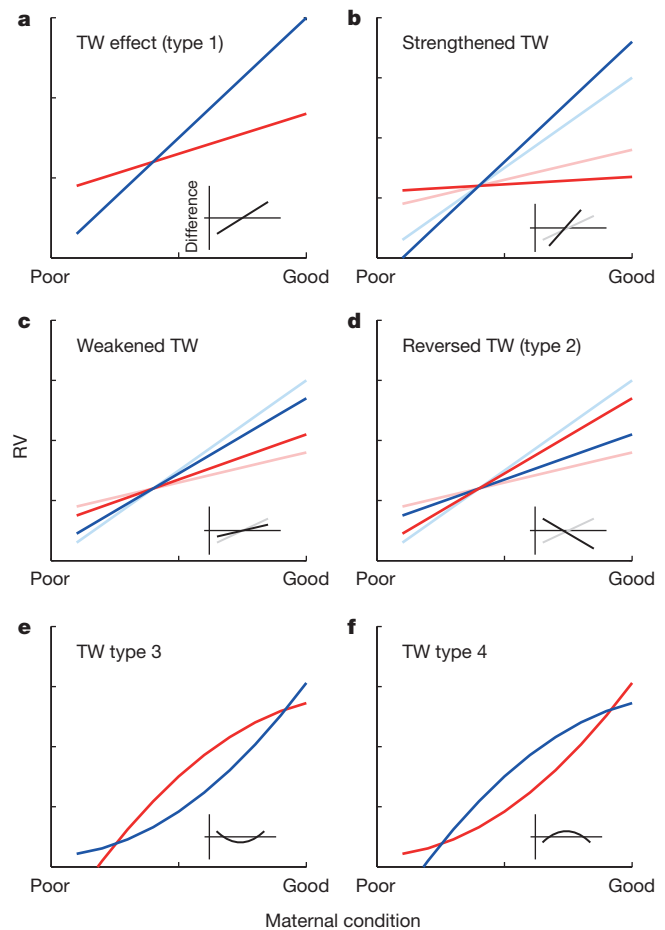 a
TW effect (type 1)
Difference
Poor
Good
b
Strengthened TW
Poor
Good
c
Weakened TW
RV
Poor
Good
d
Reversed TW (type 2)
Poor
Good
e
TW type 3
Poor
Good
f
TW type 4
Poor
Good
Maternal condition